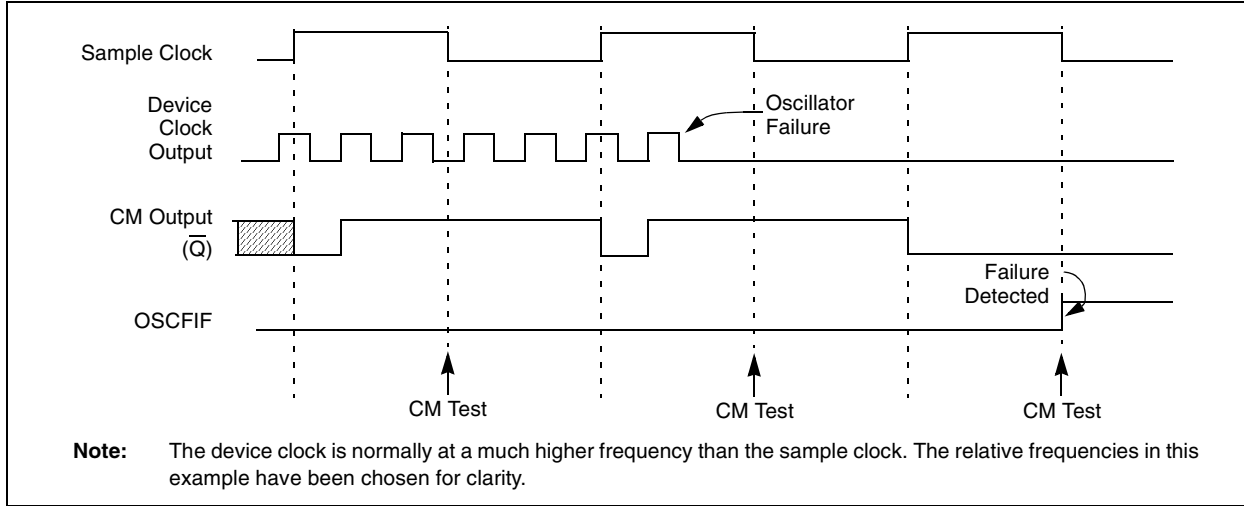 Sample Clock
Device
Clock
Output
Oscillator
Failure
CM Output
(Q̅)
Failure
Detected
OSCFIF
CM Test
CM Test
CM Test
Note: The device clock is normally at a much higher frequency than the sample clock. The relative frequencies in this
example have been chosen for clarity.